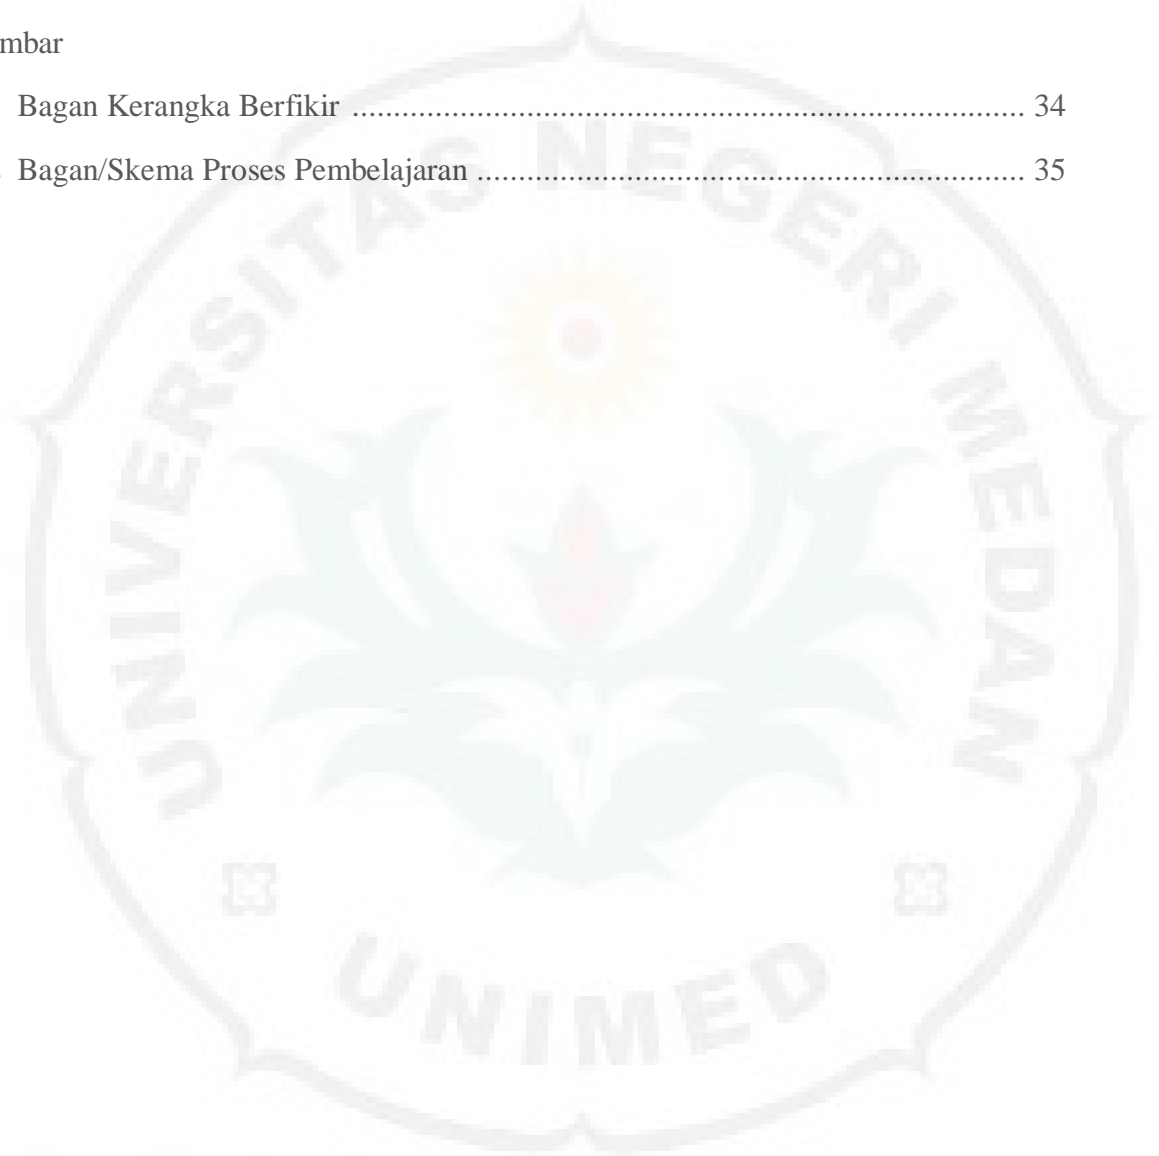 mbar
Bagan Kerangka Berfikir ........................................................................... 34
Bagan/Skema Proses Pembelajaran ............................................................. 35
UNIVERSITAS NEGERI MEDAN
UNIMED